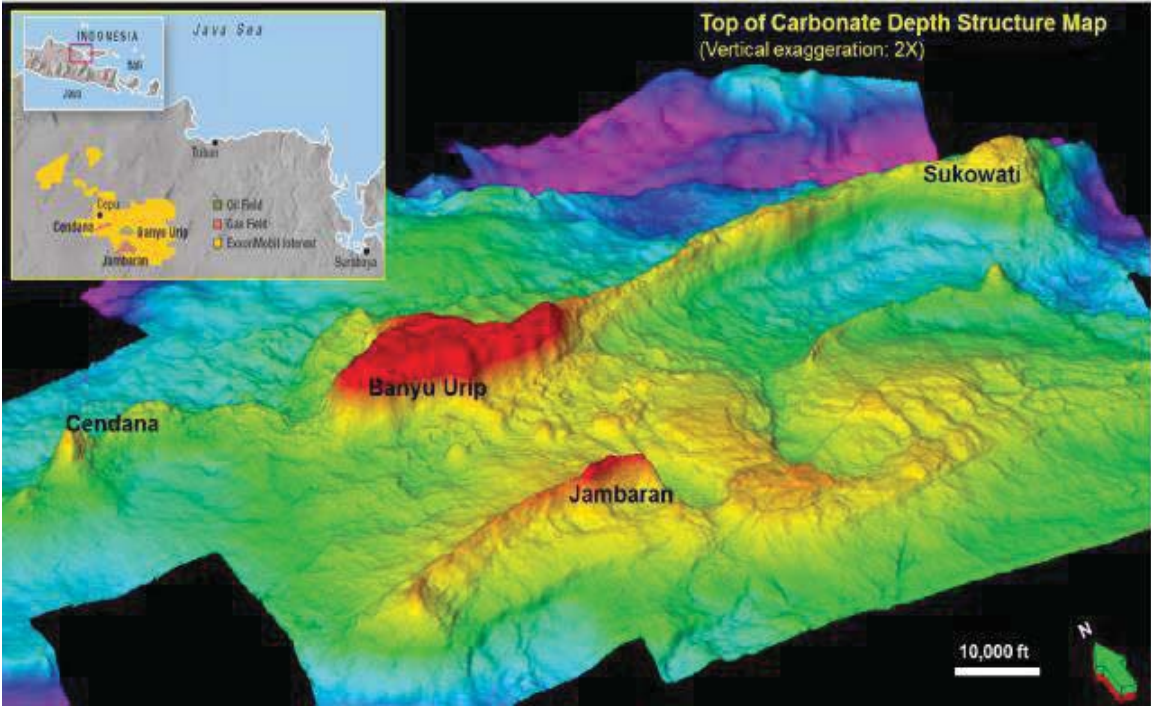 Top of Carbonate Depth Structure Map
(Vertical exaggeration: 2X)
INDONESIA
Java Sea
Bali
Java
Tuban
Cepu
Cendana
Banyu Urip
Jambaran
Oil Field
Gas Field
ExxonMobil Interest
Surabaya
Sukowati
Banyu Urip
Cendana
Jambaran
N
10,000 ft